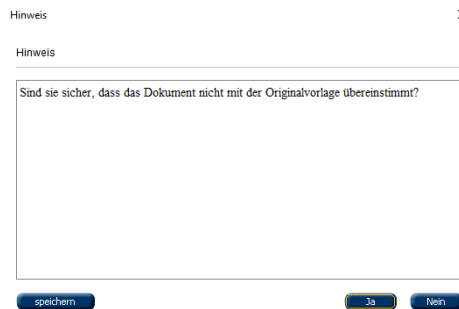 Hinweis
Hinweis
Sind sie sicher, dass das Dokument nicht mit der Originalvorlage übereinstimmt?
speichern
Ja
Nein